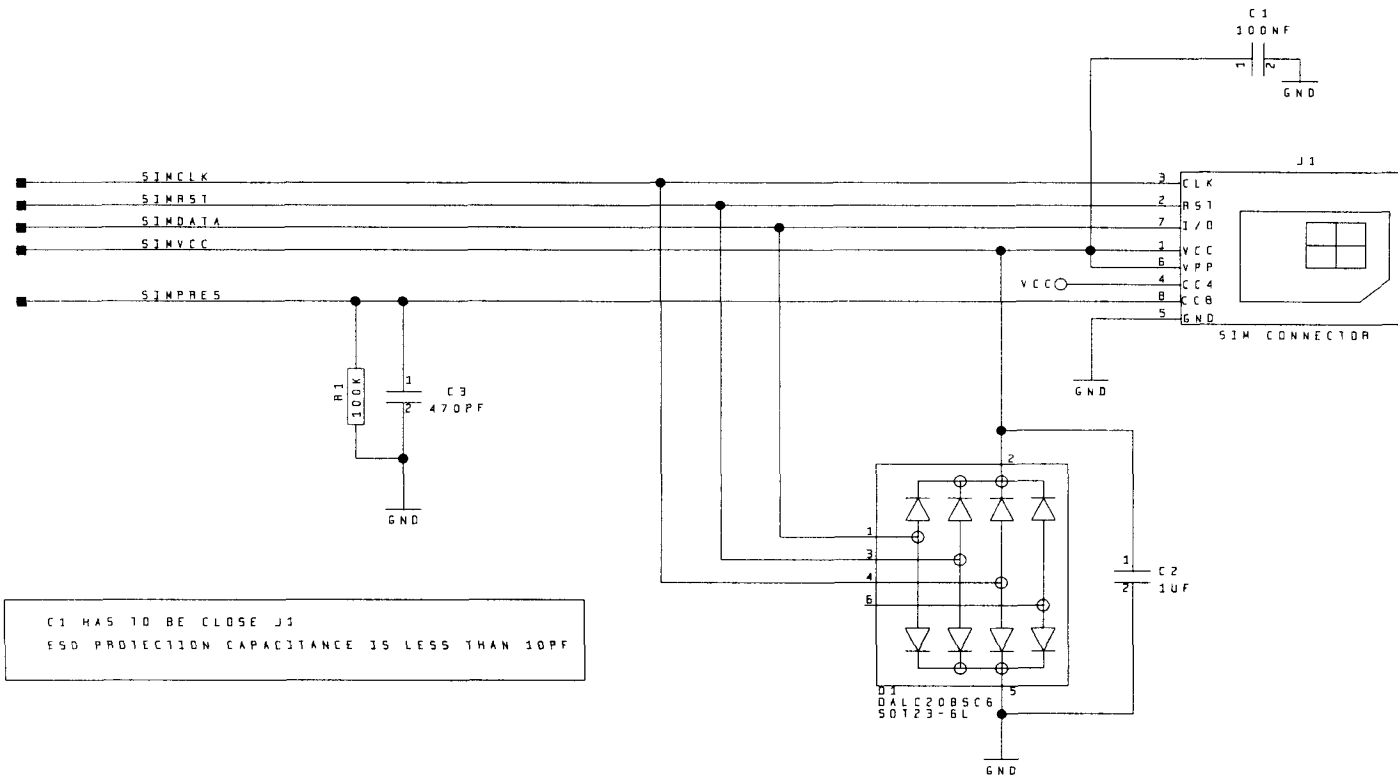 C1
100NF
1
2
GND
J1
SIMCLK
3
CLK
SIMRST
2
RST
SIMDATA
7
I/O
SIMVCC
1
VCC
6
VPP
VCC
4
CC4
SIMPRES
8
CC8
5
GND
SIM CONNECTOR
GND
R1
100K
1
2
C3
470PF
GND
2
1
3
4
6
1
2
C2
1UF
5
D1
DALC208SC6
SOT23-6L
GND
C1 HAS TO BE CLOSE J1
ESD PROTECTION CAPACITANCE IS LESS THAN 10PF